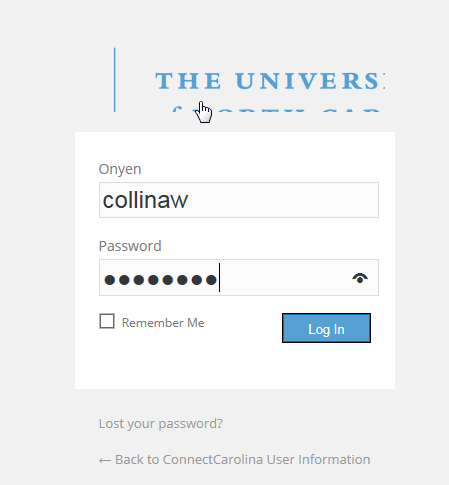 THE UNIVERS
Onyen
collinaw
Password
●●●●●●●●
Remember Me
Log In
Lost your password?
← Back to ConnectCarolina User Information